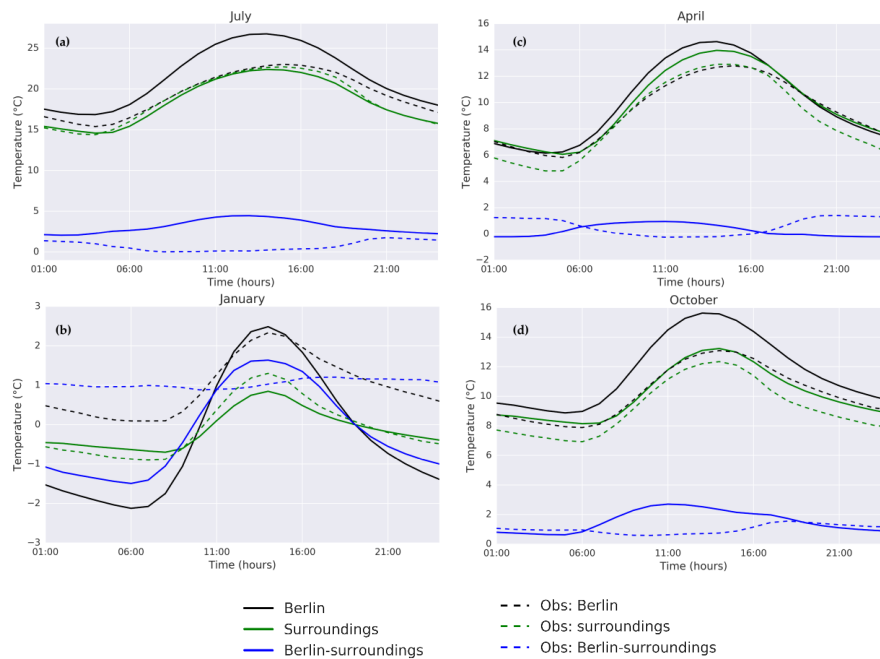 July
(a)
Temperature (°C)
25
20
15
10
5
0
01:00 06:00 11:00 16:00 21:00
Time (hours)
April
(c)
Temperature (°C)
16
14
12
10
8
6
4
2
0
−2
01:00 06:00 11:00 16:00 21:00
Time (hours)
January
(b)
Temperature (°C)
3
2
1
0
−1
−2
−3
01:00 06:00 11:00 16:00 21:00
Time (hours)
October
(d)
Temperature (°C)
16
14
12
10
8
6
4
2
0
01:00 06:00 11:00 16:00 21:00
Time (hours)
Berlin
Surroundings
Berlin-surroundings
Obs: Berlin
Obs: surroundings
Obs: Berlin-surroundings